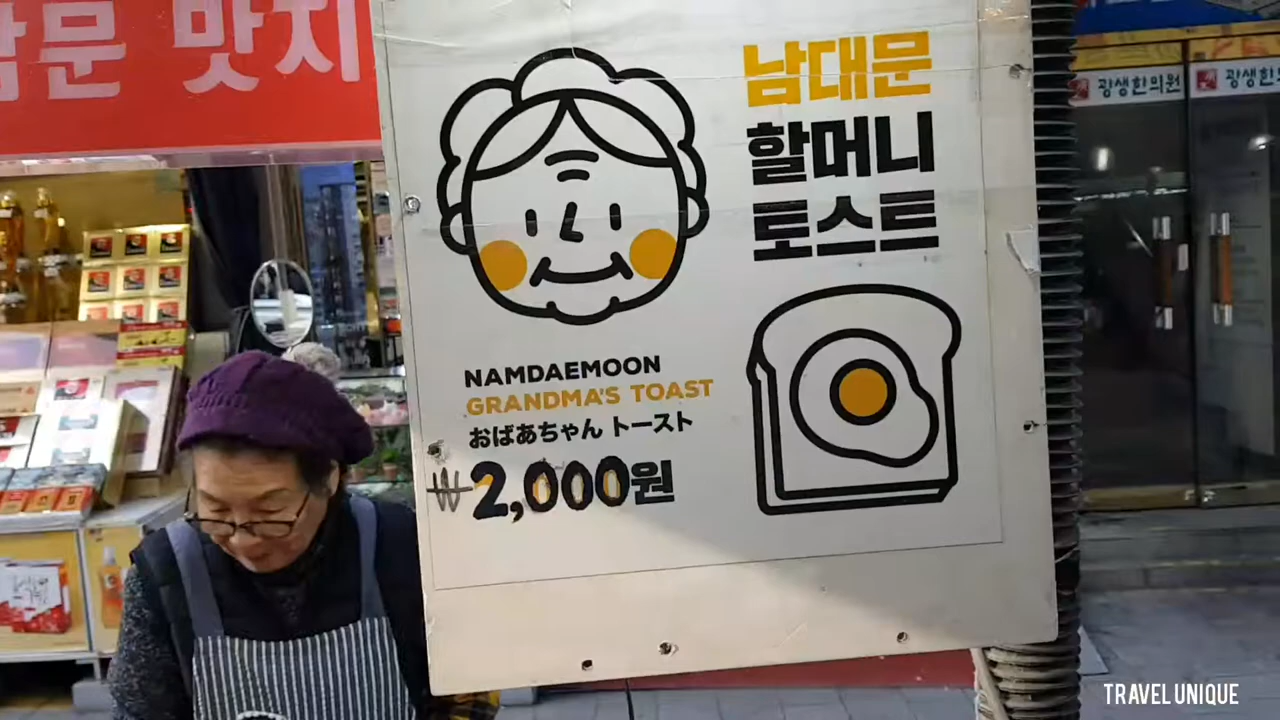 문 맛지
남대문
할머니
토스트
NAMDAEMOON
GRANDMA'S TOAST
おばあちゃん トースト
₩2,000원
광생한의원
광생한의
TRAVEL UNIQUE